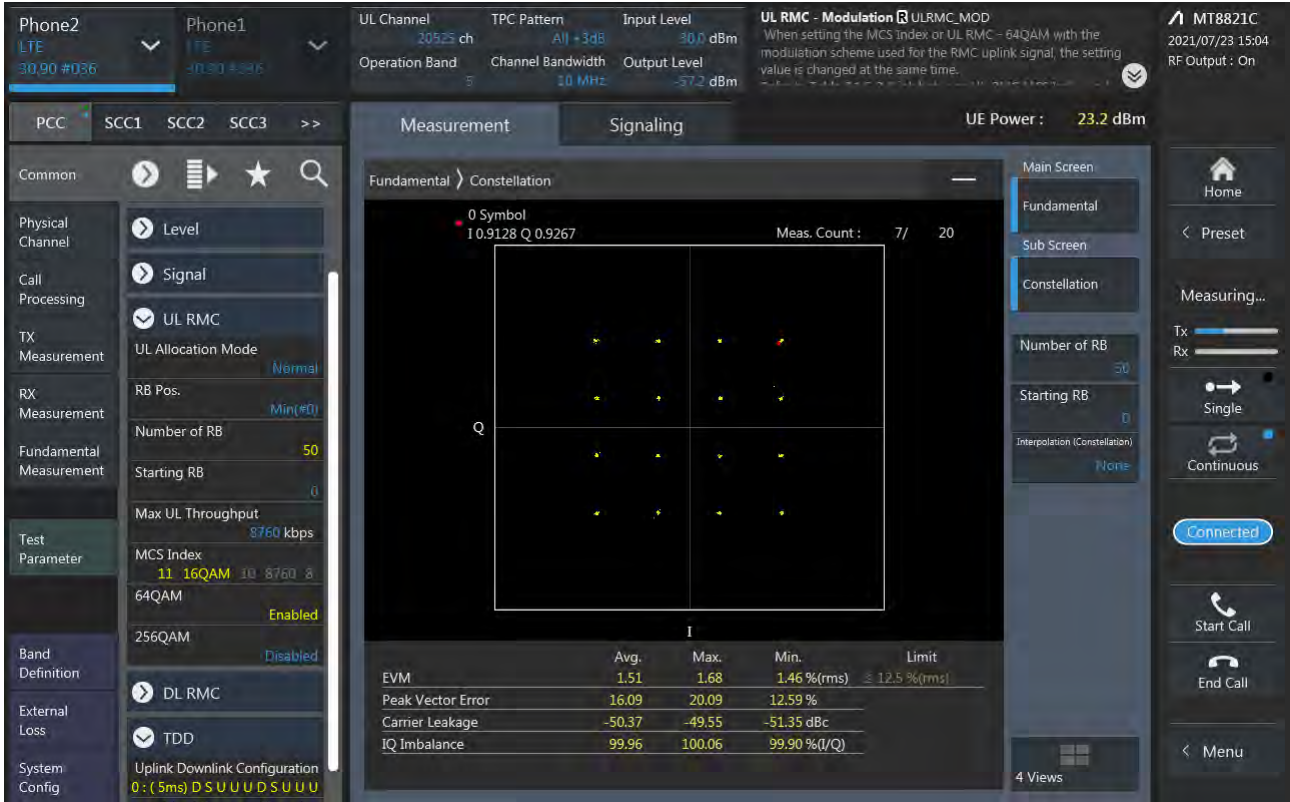 Phone2
LTE
30.90 #036
Phone1
LTE
UL Channel
20525 ch
Operation Band
5
TPC Pattern
All +3dB
Channel Bandwidth
10 MHz
Input Level
30.0 dBm
Output Level
-57.2 dBm
UL RMC - Modulation R ULRMC_MOD
When setting the MCS Index or UL RMC - 64QAM with the
modulation scheme used for the RMC uplink signal, the setting
value is changed at the same time.
MT8821C
2021/07/23 15:04
RF Output : On
PCC SCC1 SCC2 SCC3 >>
Measurement
Signaling
UE Power : 23.2 dBm
Common
Physical
Channel
Call
Processing
TX
Measurement
RX
Measurement
Fundamental
Measurement
Test
Parameter
Band
Definition
External
Loss
System
Config
Level
Signal
UL RMC
UL Allocation Mode
Normal
RB Pos.
Min(#0)
Number of RB
50
Starting RB
0
Max UL Throughput
8760 kbps
MCS Index
11 16QAM 10 8760 8
64QAM
Enabled
256QAM
Disabled
DL RMC
TDD
Uplink Downlink Configuration
0 : ( 5ms) D S U U U D S U U U
Fundamental 〉 Constellation
0 Symbol
I 0.9128 Q 0.9267
Meas. Count : 7/ 20
Q
I
Avg. Max. Min. Limit
EVM 1.51 1.68 1.46 %(rms) ≤ 12.5 %(rms)
Peak Vector Error 16.09 20.09 12.59 %
Carrier Leakage -50.37 -49.55 -51.35 dBc
IQ Imbalance 99.96 100.06 99.90 %(I/Q)
Main Screen
Fundamental
Sub Screen
Constellation
Number of RB
50
Starting RB
0
Interpolation (Constellation)
None
4 Views
Home
< Preset
Measuring...
Tx
Rx
Single
Continuous
Connected
Start Call
End Call
< Menu